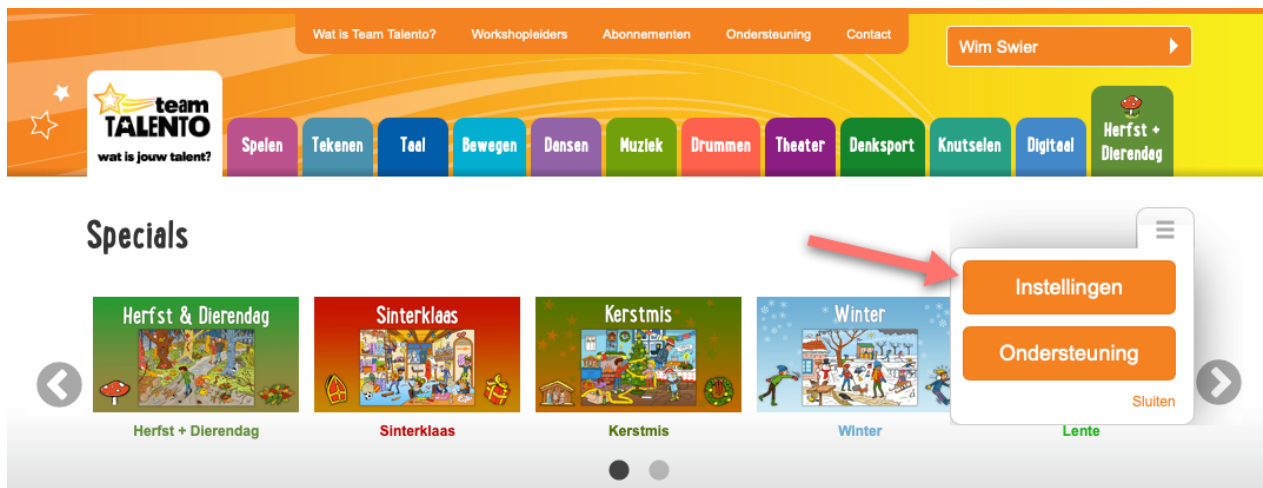 Wat is Team Talento?
Workshopleiders
Abonnementen
Ondersteuning
Contact
Wim Swier
team
TALENTO
wat is jouw talent?
Spelen
Tekenen
Taal
Bewegen
Dansen
Muziek
Drummen
Theater
Denksport
Knutselen
Digitaal
Herfst +
Dierendag
Specials
Instellingen
Ondersteuning
Sluiten
Herfst & Dierendag
Sinterklaas
Kerstmis
Winter
Herfst + Dierendag
Sinterklaas
Kerstmis
WInter
Lente